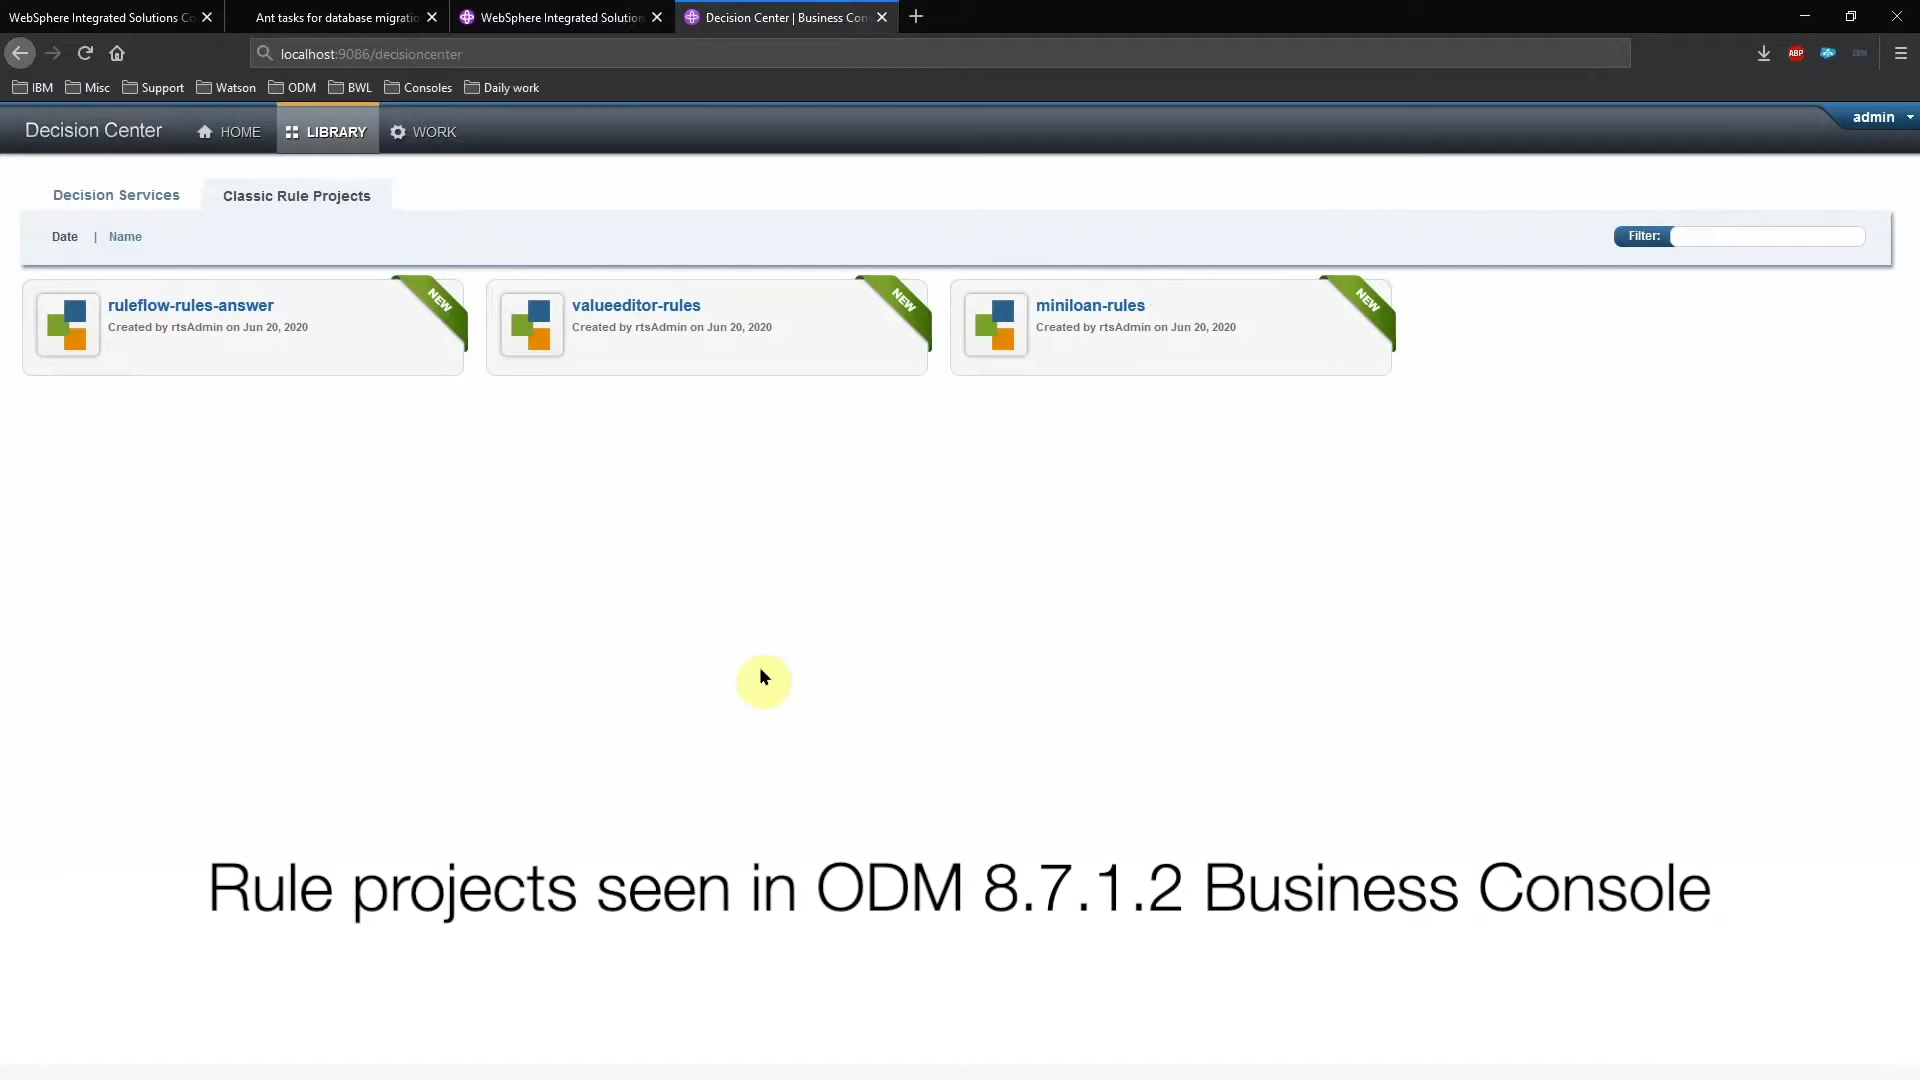 WebSphere Integrated Solutions Co
Ant tasks for database migratio
WebSphere Integrated Solution
Decision Center | Business Con
localhost:9086/decisioncenter
ABP
IBM
IBM
Misc
Support
Watson
ODM
BWL
Consoles
Daily work
Decision Center
HOME
LIBRARY
WORK
admin
Decision Services
Classic Rule Projects
Date | Name
Filter:
ruleflow-rules-answer
Created by rtsAdmin on Jun 20, 2020
NEW
valueeditor-rules
Created by rtsAdmin on Jun 20, 2020
NEW
miniloan-rules
Created by rtsAdmin on Jun 20, 2020
NEW
Rule projects seen in ODM 8.7.1.2 Business Console